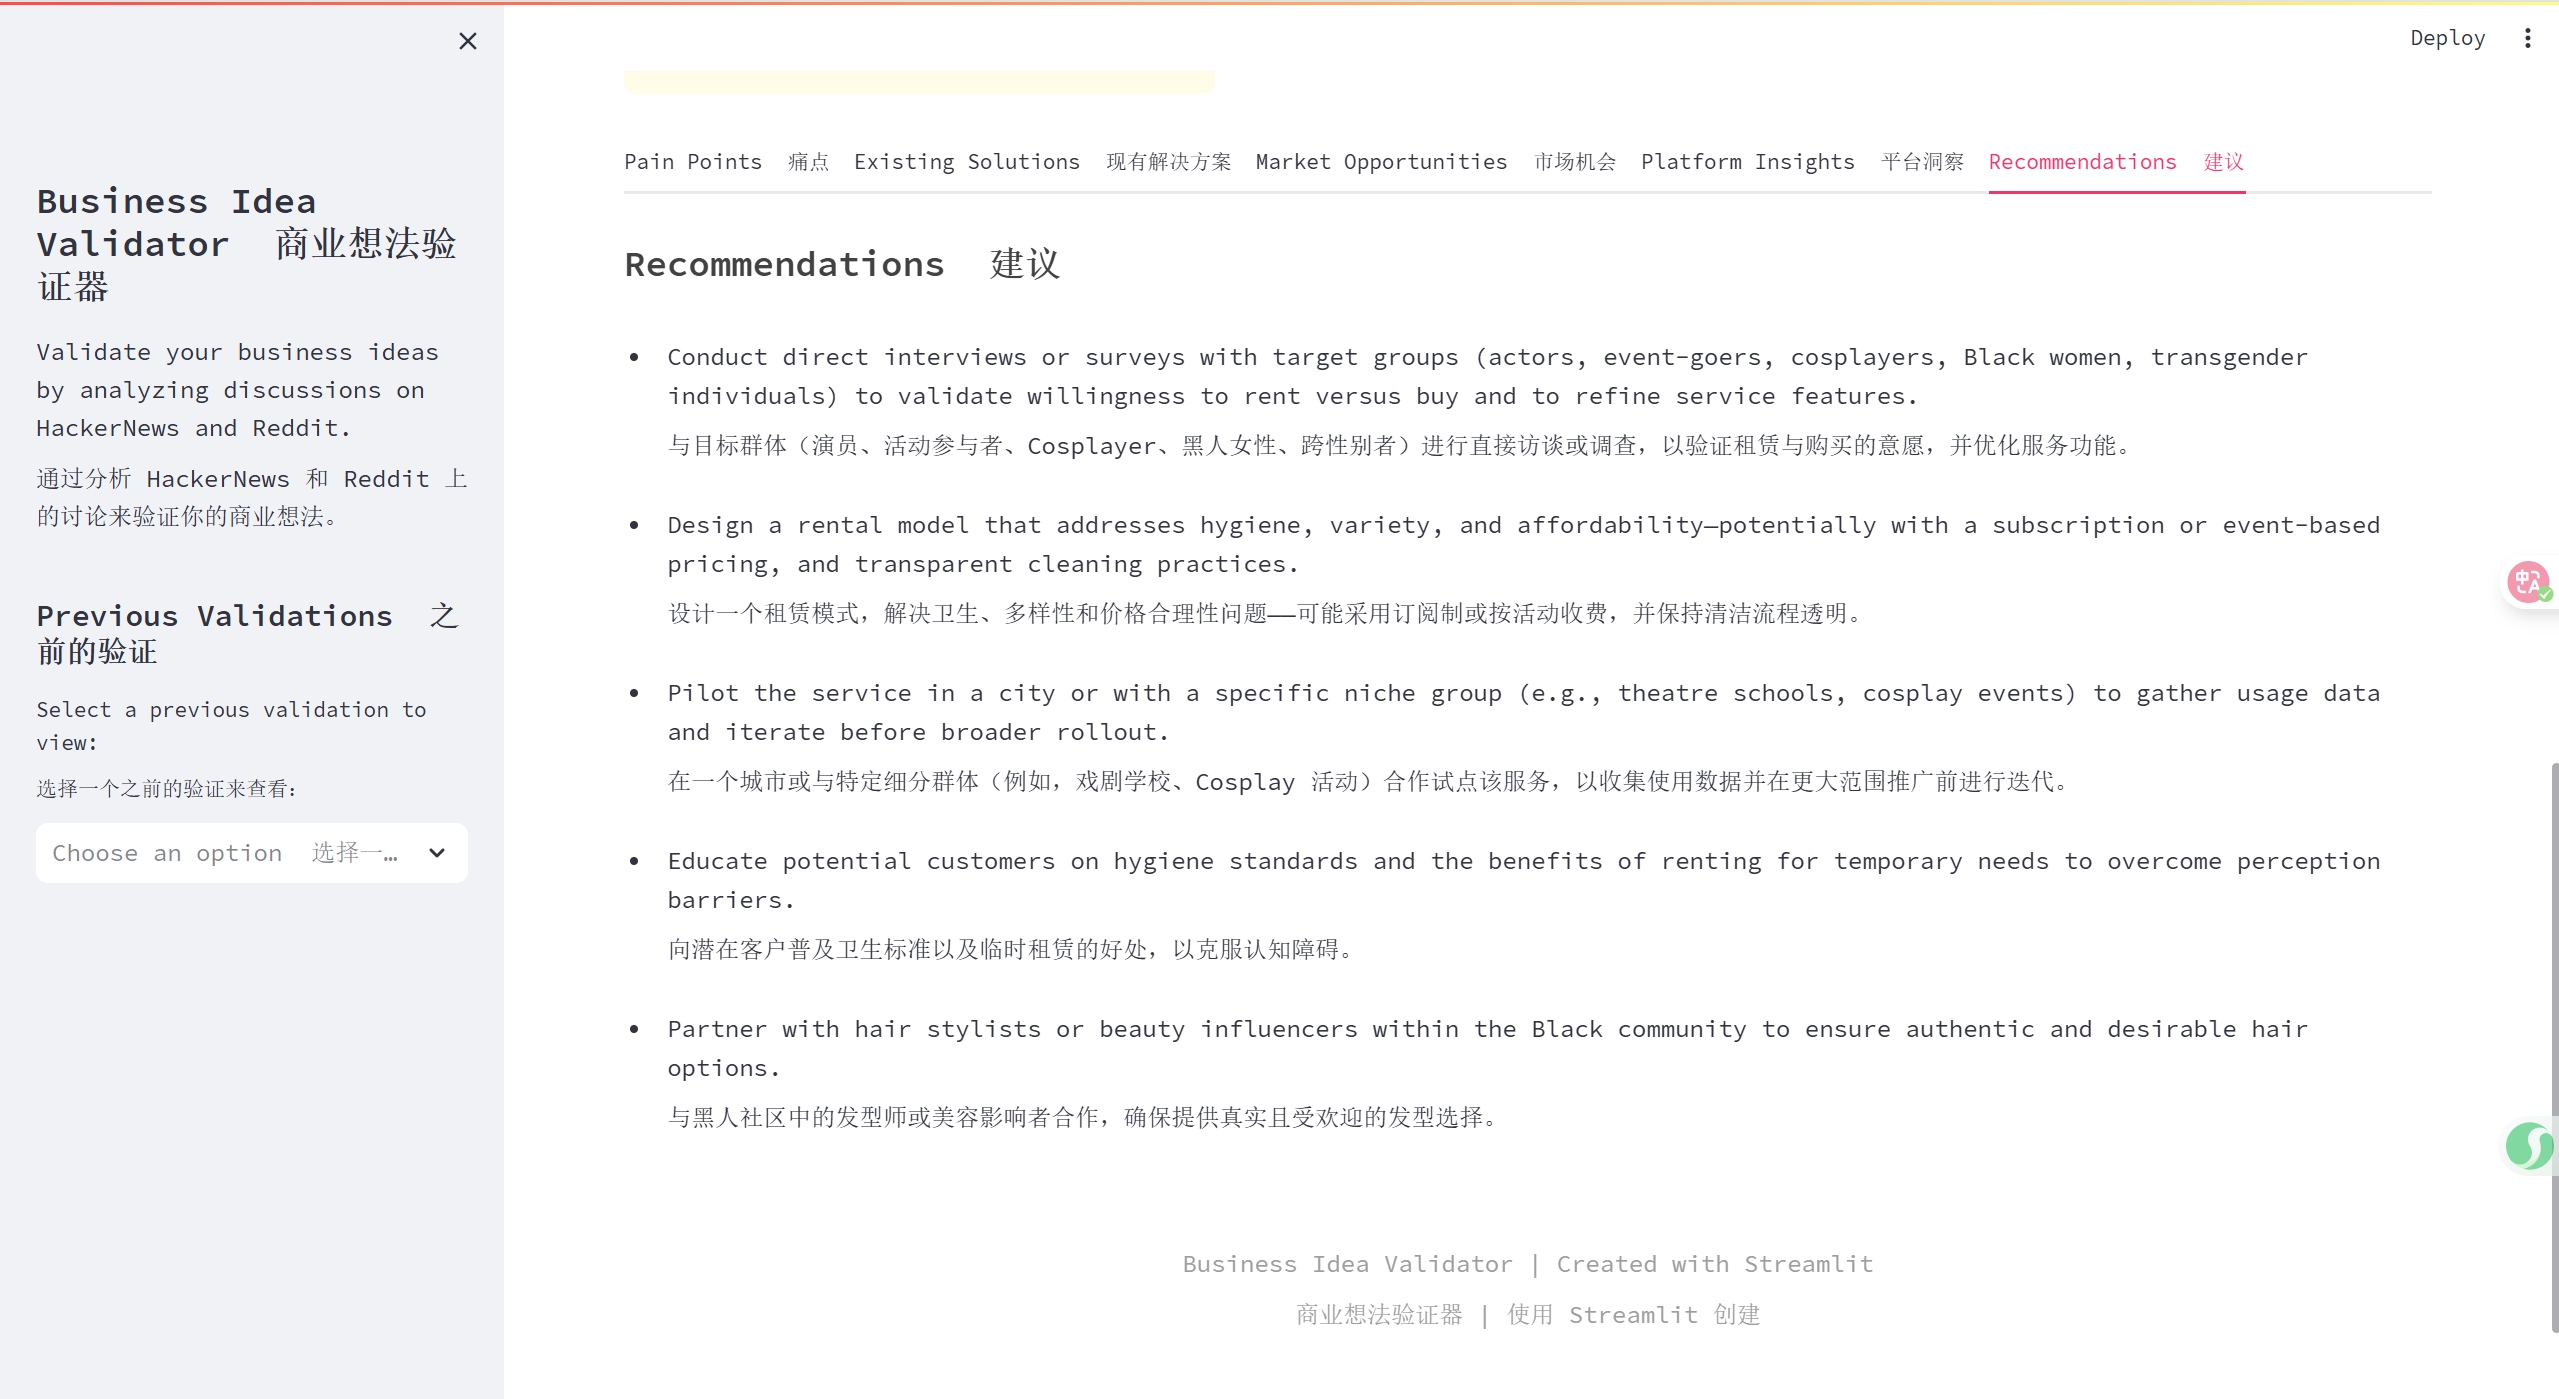 Deploy
Business Idea
Validator 商业想法验
证器
Validate your business ideas
by analyzing discussions on
HackerNews and Reddit.
通过分析 HackerNews 和 Reddit 上
的讨论来验证你的商业想法。
Previous Validations 之
前的验证
Select a previous validation to
view:
选择一个之前的验证来查看：
Choose an option 选择一…
Pain Points 痛点 Existing Solutions 现有解决方案 Market Opportunities 市场机会 Platform Insights 平台洞察 Recommendations 建议
Recommendations 建议
Conduct direct interviews or surveys with target groups (actors, event-goers, cosplayers, Black women, transgender
individuals) to validate willingness to rent versus buy and to refine service features.
与目标群体（演员、活动参与者、Cosplayer、黑人女性、跨性别者）进行直接访谈或调查，以验证租赁与购买的意愿，并优化服务功能。
Design a rental model that addresses hygiene, variety, and affordability—potentially with a subscription or event-based
pricing, and transparent cleaning practices.
设计一个租赁模式，解决卫生、多样性和价格合理性问题——可能采用订阅制或按活动收费，并保持清洁流程透明。
Pilot the service in a city or with a specific niche group (e.g., theatre schools, cosplay events) to gather usage data
and iterate before broader rollout.
在一个城市或与特定细分群体（例如，戏剧学校、Cosplay 活动）合作试点该服务，以收集使用数据并在更大范围推广前进行迭代。
Educate potential customers on hygiene standards and the benefits of renting for temporary needs to overcome perception
barriers.
向潜在客户普及卫生标准以及临时租赁的好处，以克服认知障碍。
Partner with hair stylists or beauty influencers within the Black community to ensure authentic and desirable hair
options.
与黑人社区中的发型师或美容影响者合作，确保提供真实且受欢迎的发型选择。
Business Idea Validator | Created with Streamlit
商业想法验证器 | 使用 Streamlit 创建